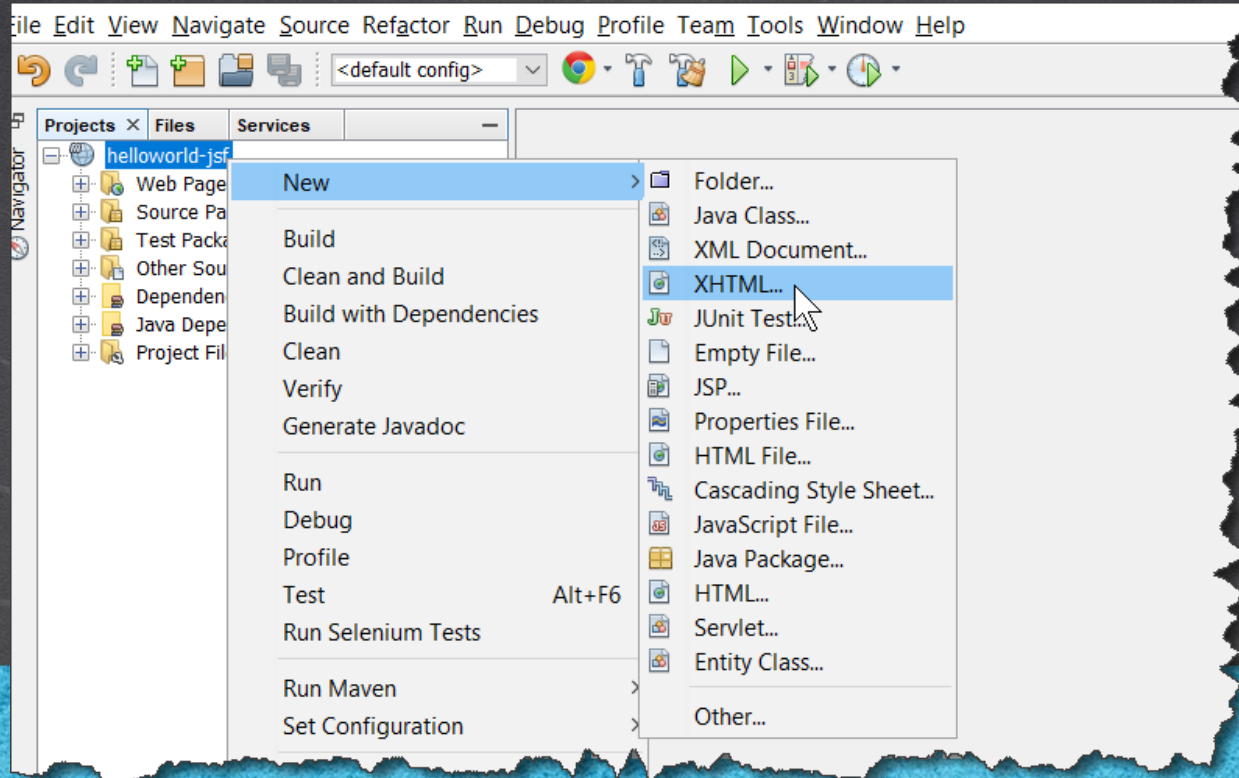 File Edit View Navigate Source Refactor Run Debug Profile Team Tools Window Help
<default config>
Projects × Files Services
Navigator
helloworld-jsf
Web Page
Source Pa
Test Packa
Other Sou
Dependen
Java Depe
Project Fil
New
Build
Clean and Build
Build with Dependencies
Clean
Verify
Generate Javadoc
Run
Debug
Profile
Test Alt+F6
Run Selenium Tests
Run Maven
Set Configuration
Folder...
Java Class...
XML Document...
XHTML...
JUnit Test...
Empty File...
JSP...
Properties File...
HTML File...
Cascading Style Sheet...
JavaScript File...
Java Package...
HTML...
Servlet...
Entity Class...
Other...